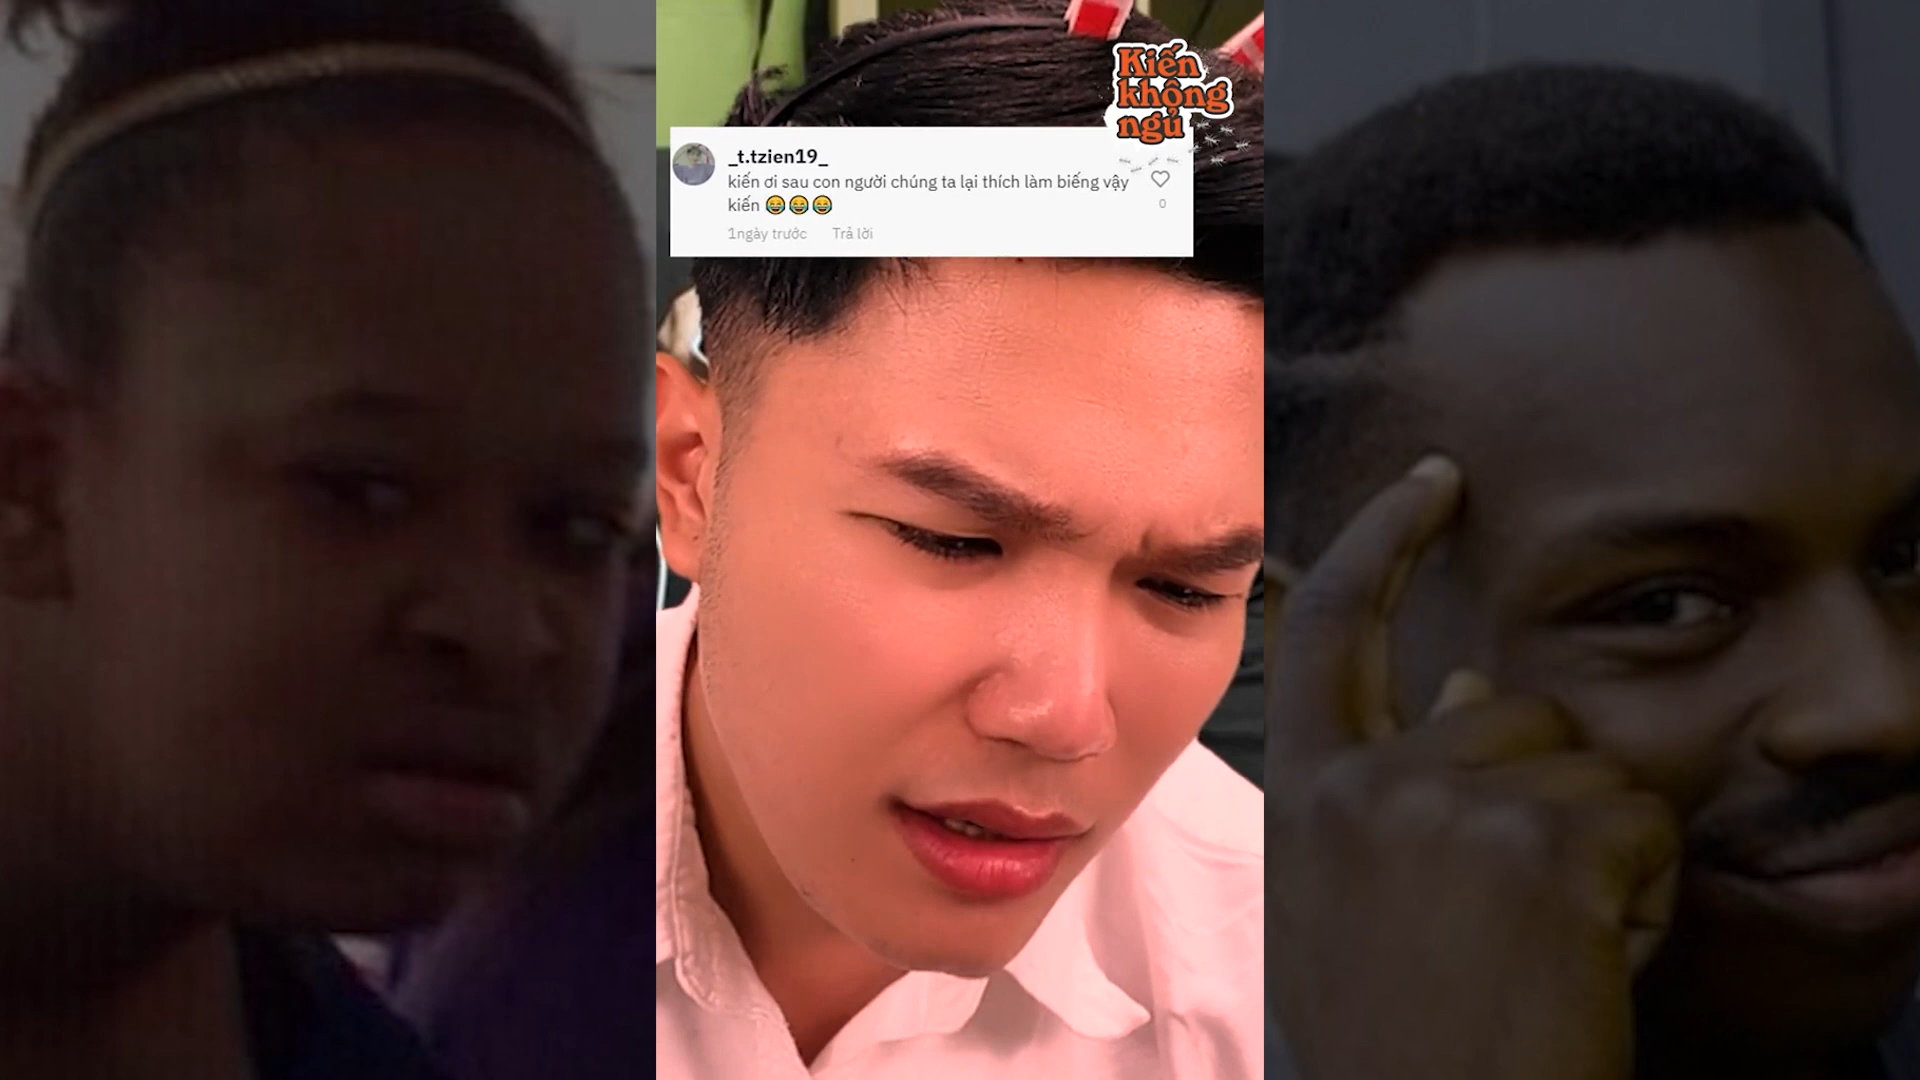 Kiến
không
ngủ
_t.tzien19_
kiến ơi sau con người chúng ta lại thích làm biếng vậy
kiến 😂😂😂
0
1ngày trước Trả lời